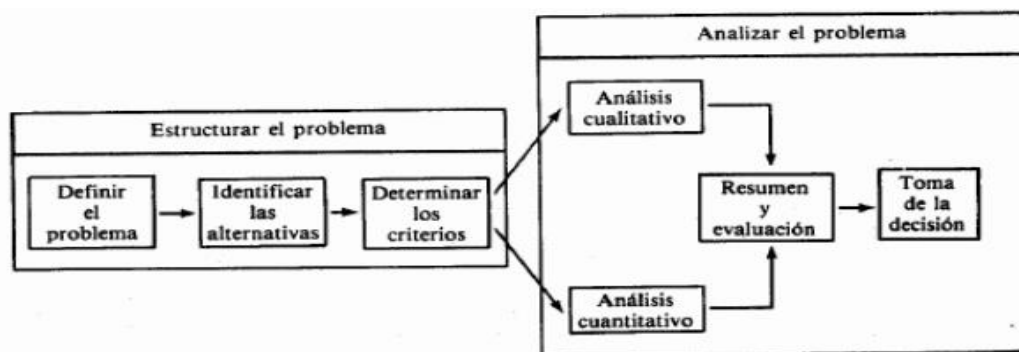 Analizar el problema
Estructurar el problema
Definir
el
problema
Identificar
las
alternativas
Determinar
los
criterios
Análisis
cualitativo
Análisis
cuantitativo
Resumen
y
evaluación
Toma
de la
decisión